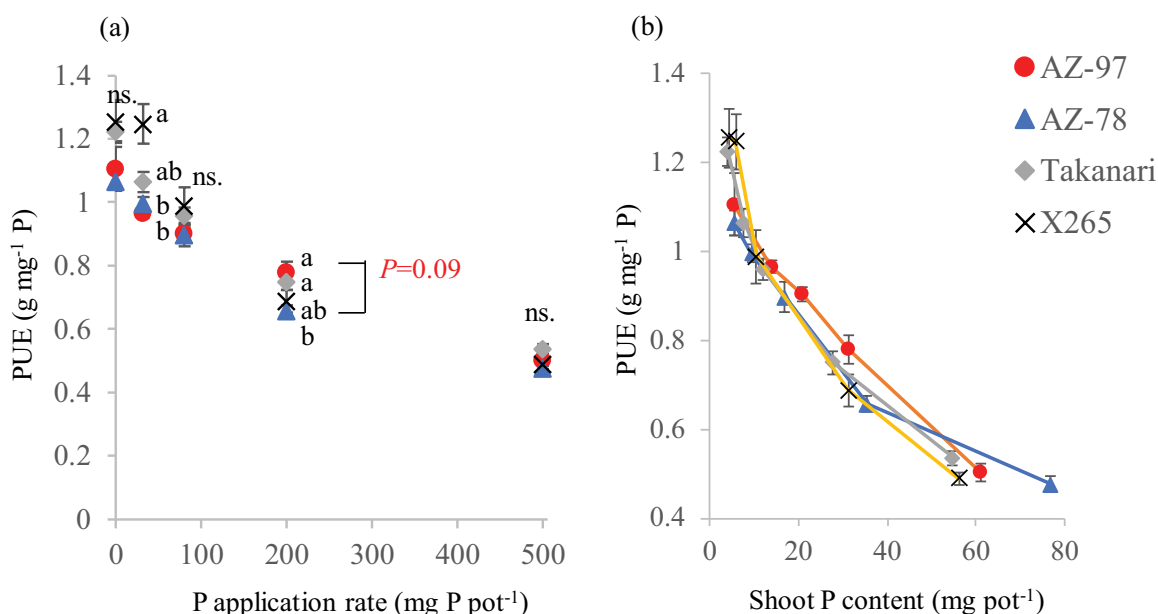 (a)
PUE (g mg⁻¹ P)
1.4
1.2
1
0.8
0.6
0.4
0.2
0
ns.
a
ab
b
b
ns.
a
a
ab
b
P=0.09
ns.
0 100 200 300 400 500
P application rate (mg P pot⁻¹)
(b)
PUE (g mg⁻¹ P)
1.4
1.2
1
0.8
0.6
0.4
0 20 40 60 80
Shoot P content (mg pot⁻¹)
AZ-97
AZ-78
Takanari
X265